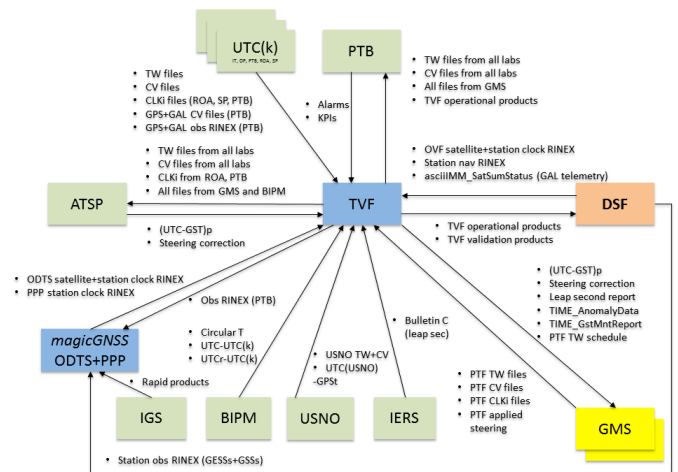 UTC(k)
IT, OP, PTB, ROA, SP
PTB
• TW files
• CV files
• CLKi files (ROA, SP, PTB)
• GPS+GAL CV files (PTB)
• GPS+GAL obs RINEX (PTB)
• Alarms
• KPIs
• TW files from all labs
• CV files from all labs
• All files from GMS
• TVF operational products
• TW files from all labs
• CV files from all labs
• CLKi from ROA, PTB
• All files from GMS and BIPM
• OVF satellite+station clock RINEX
• Station nav RINEX
• asciiIMM_SatSumStatus (GAL telemetry)
ATSP
TVF
DSF
• (UTC-GST)p
• Steering correction
• TVF operational products
• TVF validation products
• ODTS satellite+station clock RINEX
• PPP station clock RINEX
• Obs RINEX (PTB)
• (UTC-GST)p
• Steering correction
• Leap second report
• TIME_AnomalyData
• TIME_GstMntReport
• PTF TW schedule
magicGNSS
ODTS+PPP
• Circular T
• UTC-UTC(k)
• UTCr-UTC(k)
• Bulletin C
(leap sec)
• USNO TW+CV
• UTC(USNO)
-GPSt
• Rapid products
• PTF TW files
• PTF CV files
• PTF CLKi files
• PTF applied
steering
IGS
BIPM
USNO
IERS
GMS
• Station obs RINEX (GESSs+GSSs)